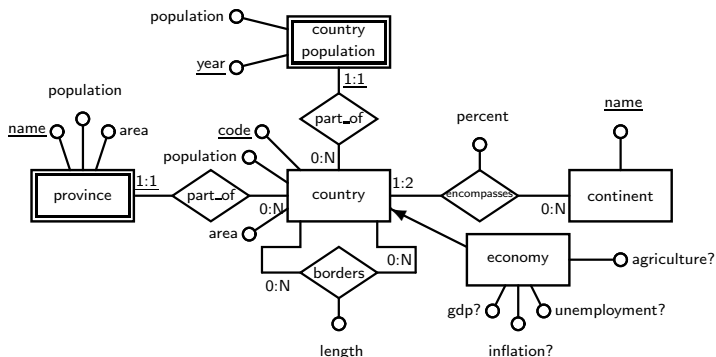 population
country
population
year
1:1
population
name
area
code
part_of
percent
name
population
0:N
province
1:1
part_of
0:N
country
1:2
encompasses
0:N
continent
area
0:N
borders
0:N
economy
agriculture?
gdp?
unemployment?
inflation?
length